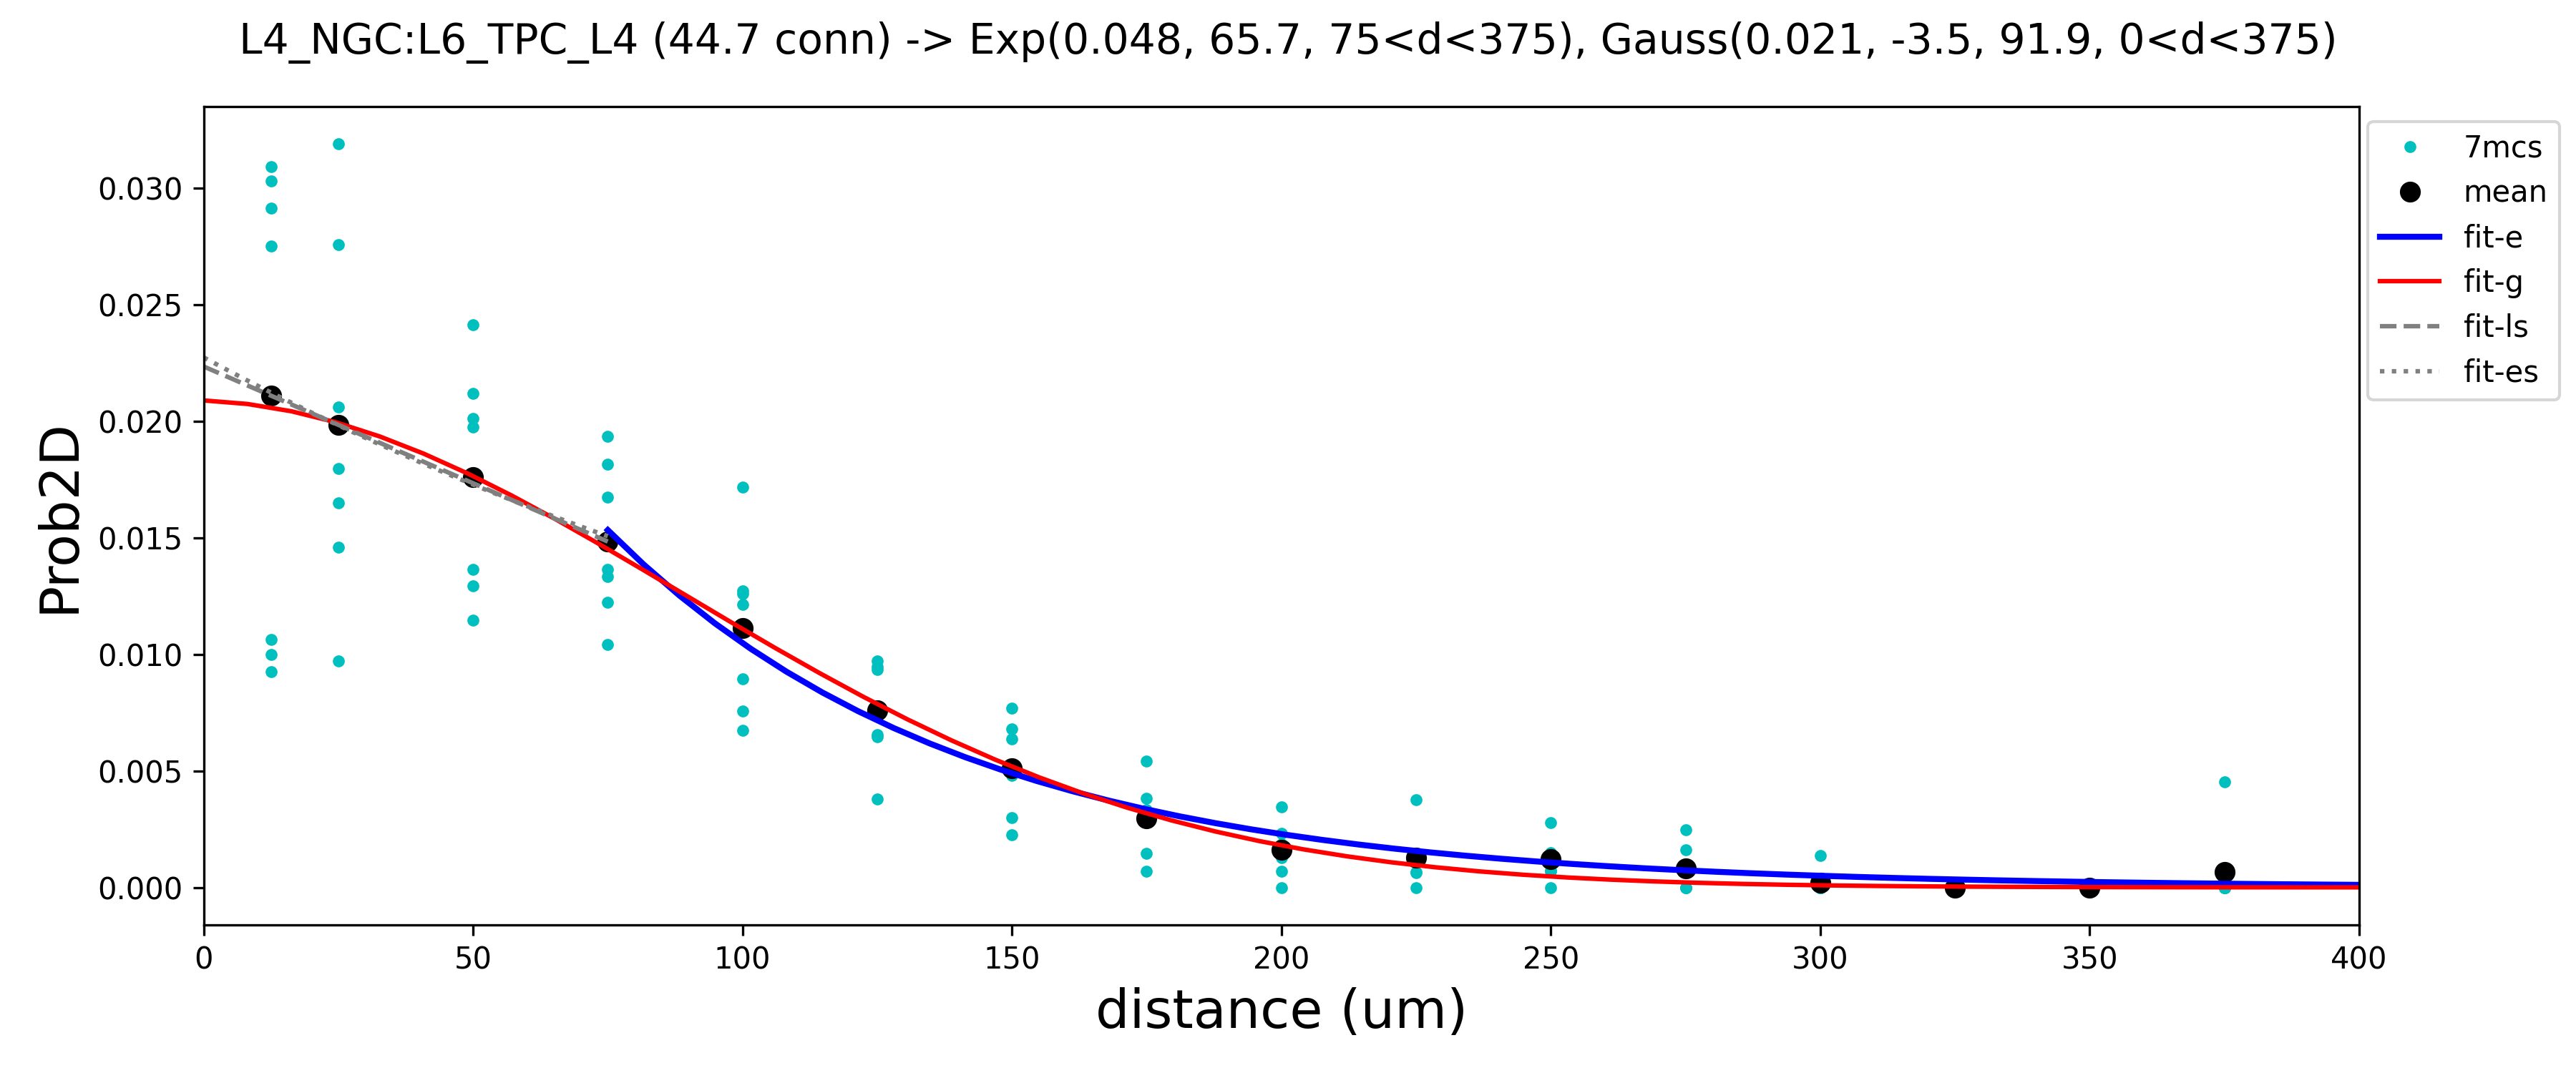 L4_NGC:L6_TPC_L4 (44.7 conn) -> Exp(0.048, 65.7, 75<d<375), Gauss(0.021, -3.5, 91.9, 0<d<375)
7mcs
mean
fit-e
fit-g
fit-ls
fit-es
Prob2D
0.030
0.025
0.020
0.015
0.010
0.005
0.000
0 50 100 150 200 250 300 350 400
distance (um)